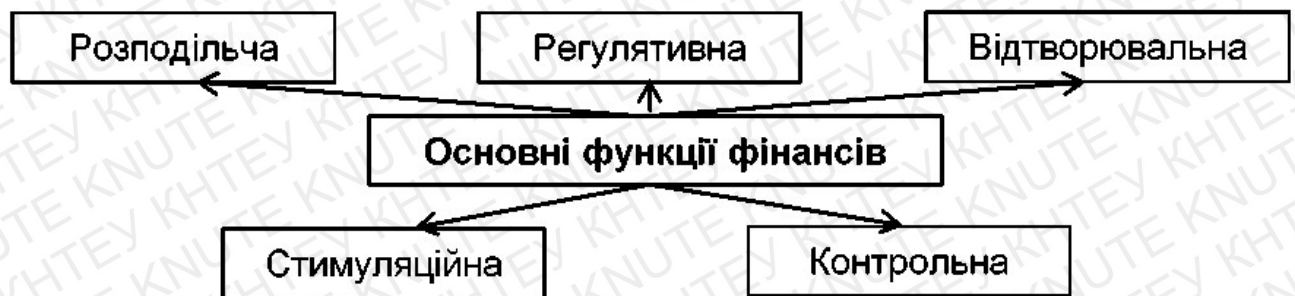 Розподільча
Регулятивна
Відтворювальна
Основні функції фінансів
Стимуляційна
Контрольна